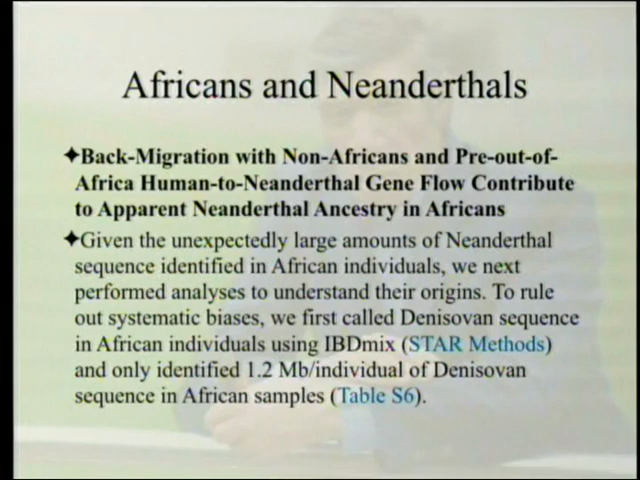 Africans and Neanderthals
✦Back-Migration with Non-Africans and Pre-out-of-
Africa Human-to-Neanderthal Gene Flow Contribute
to Apparent Neanderthal Ancestry in Africans
✦Given the unexpectedly large amounts of Neanderthal
sequence identified in African individuals, we next
performed analyses to understand their origins. To rule
out systematic biases, we first called Denisovan sequence
in African individuals using IBDmix (STAR Methods)
and only identified 1.2 Mb/individual of Denisovan
sequence in African samples (Table S6).